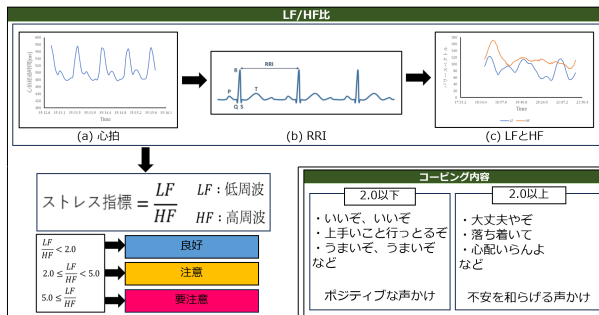 LF/HF比
(a) 心拍
Time
RRI
R
P
T
Q
S
(b) RRI
Time
LF
HF
(c) LFとHF
ストレス指標 = LF / HF
LF：低周波
HF：高周波
LF/HF < 2.0
良好
2.0 ≤ LF/HF < 5.0
注意
5.0 ≤ LF/HF
要注意
コーピング内容
2.0以下
・いいぞ、いいぞ
・上手いこと行っとるぞ
・うまいぞ、うまいぞ
など
ポジティブな声かけ
2.0以上
・大丈夫やぞ
・落ち着いて
・心配いらんよ
など
不安を和らげる声かけ